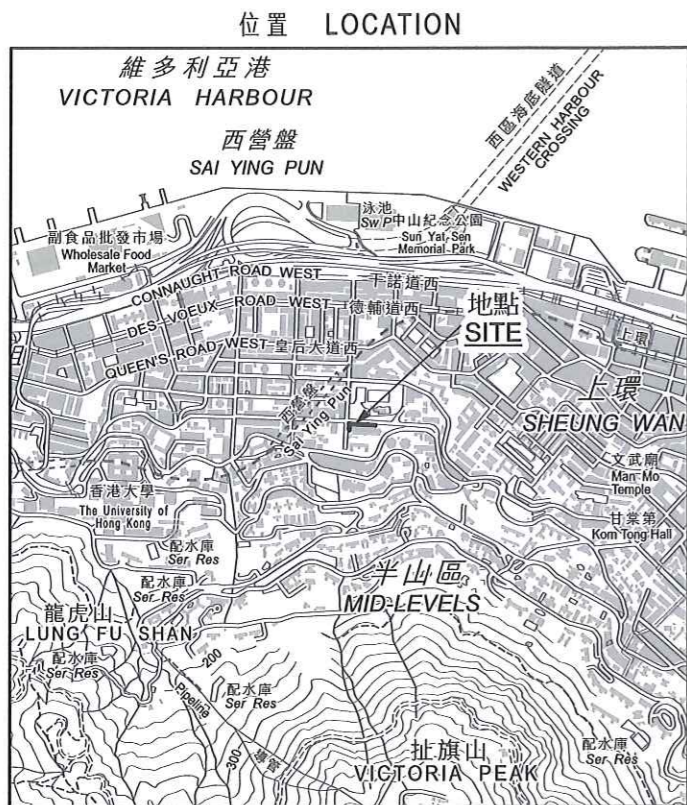 位置 LOCATION
維多利亞港
VICTORIA HARBOUR
西區海底隧道
WESTERN HARBOUR
CROSSING
西營盤
SAI YING PUN
泳池
Sw P
中山紀念公園
Sun Yat Sen
Memorial Park
副食品批發市場
Wholesale Food
Market
CONNAUGHT ROAD WEST 干諾道西
DES VOEUX ROAD WEST 德輔道西
QUEEN'S ROAD WEST 皇后大道西
地點
SITE
上環
上環
SHEUNG WAN
西營盤
Sai Ying Pun
文武廟
Man Mo
Temple
香港大學
The University of
Hong Kong
甘棠第
Kom Tong Hall
配水庫
Ser Res
配水庫
Ser Res
半山區
MID-LEVELS
龍虎山
LUNG FU SHAN
配水庫
Ser Res
200
配水庫
Ser Res
Pipeline
導管
300
扯旗山
VICTORIA PEAK
配水庫
Ser Res